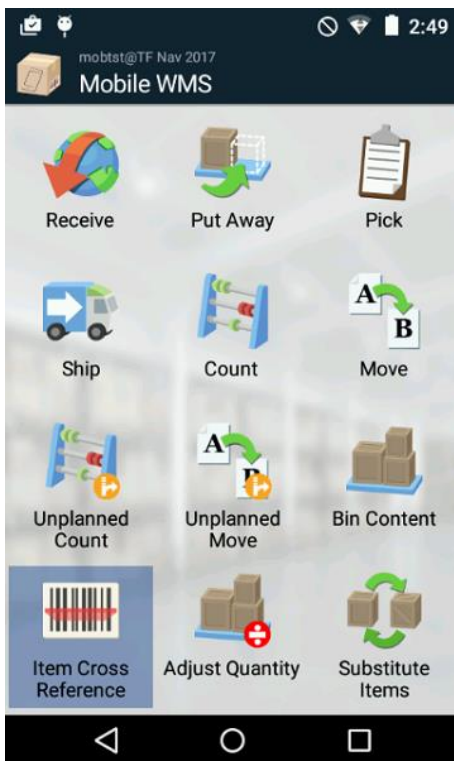 2:49
mobtst@TF Nav 2017
Mobile WMS
Receive
Put Away
Pick
A
B
Ship
Count
Move
A
B
Unplanned
Count
Unplanned
Move
Bin Content
Item Cross
Reference
Adjust Quantity
Substitute
Items